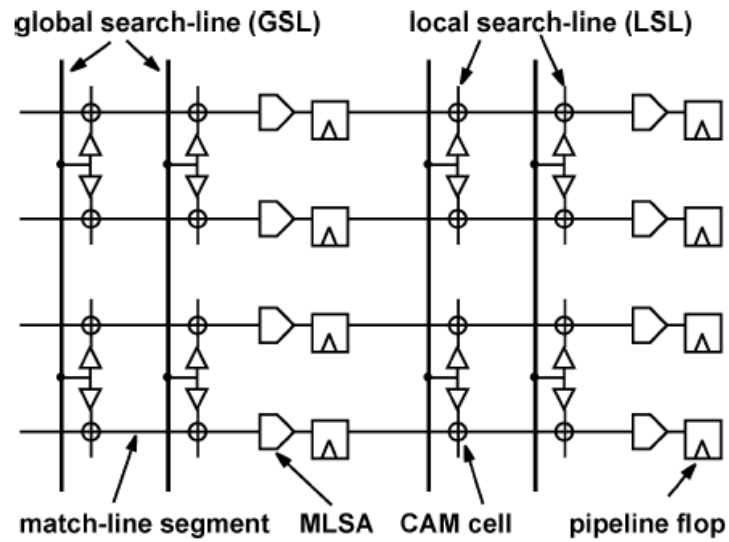 global search-line (GSL)
local search-line (LSL)
match-line segment
MLSA
CAM cell
pipeline flop